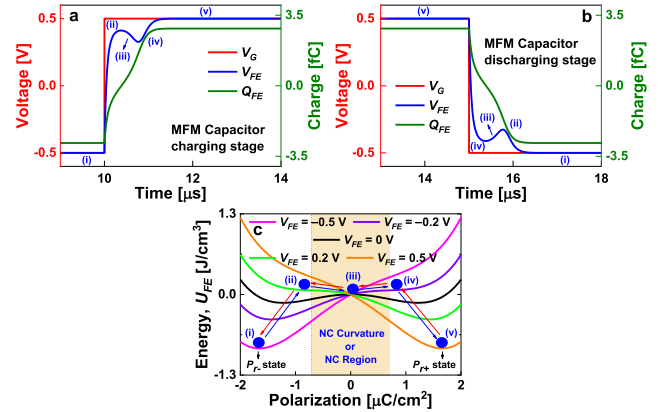 a
0.5
0.0
-0.5
Voltage [V]
(i)
(ii)
(iii)
(iv)
(v)
V_G
V_FE
Q_FE
MFM Capacitor
charging stage
3.5
0.0
-3.5
Charge [fC]
10
12
14
Time [µs]
b
0.5
0.0
-0.5
Voltage [V]
(v)
MFM Capacitor
discharging stage
V_G
V_FE
Q_FE
(iii)
(ii)
(iv)
(i)
3.5
0.0
-3.5
Charge [fC]
14
16
18
Time [µs]
c
V_FE = −0.5 V
V_FE = −0.2 V
V_FE = 0 V
V_FE = 0.2 V
V_FE = 0.5 V
1.3
0.0
-1.3
Energy, U_FE [J/cm³]
(i)
(ii)
(iii)
(iv)
(v)
NC Curvature
or
NC Region
P_r- state
P_r+ state
-2
-1
0
1
2
Polarization [µC/cm²]